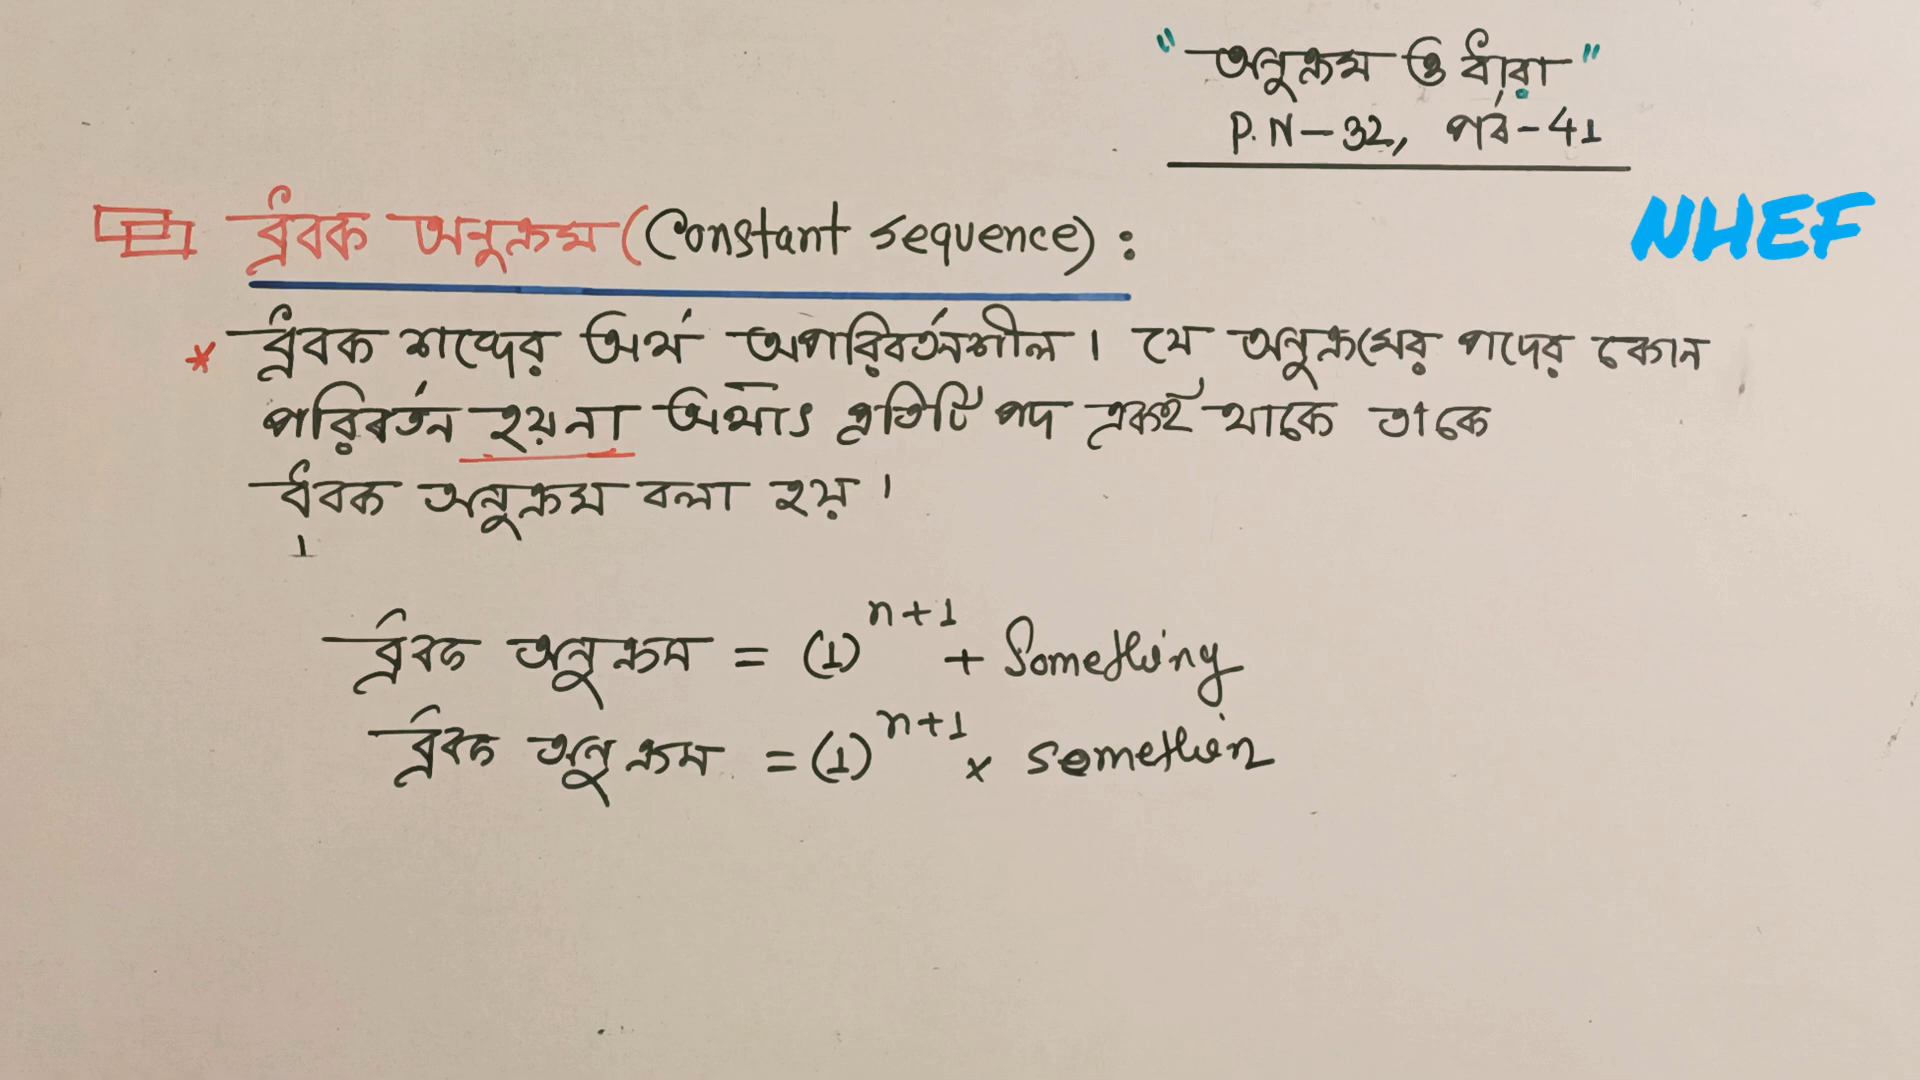 "অনুক্রম ও ধারা"
P.N-32, পর্ব-41
NHEF
ধ্রুবক অনুক্রম (Constant sequence) :
* ধ্রুবক শব্দের অর্থ অপরিবর্তনশীল। যে অনুক্রমের পদের কোন
পরিবর্তন হয়না অর্থাৎ প্রতিটি পদ একই থাকে তাকে
ধ্রুবক অনুক্রম বলা হয়।
ধ্রুবক অনুক্রম = (1)^{n+1} + Something
ধ্রুবক অনুক্রম = (1)^{n+1} × somethin